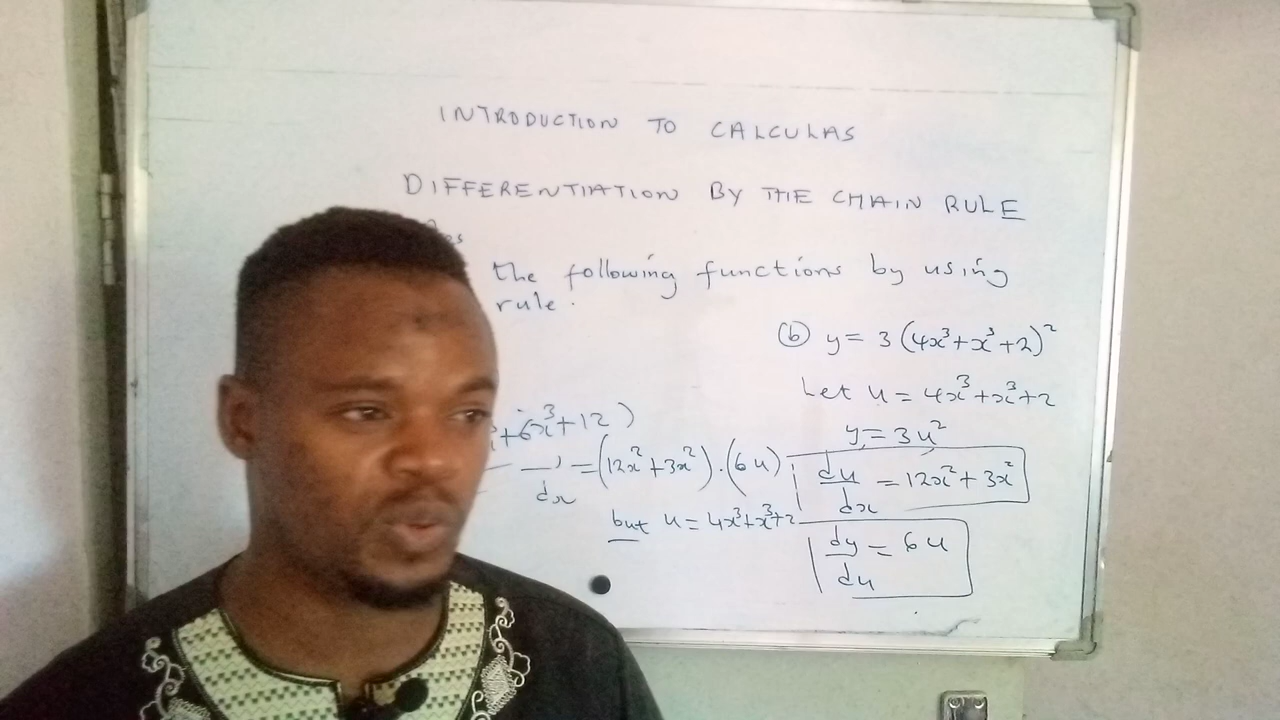 INTRODUCTION TO CALCULAS
DIFFERENTIATION BY THE CHAIN RULE
the following functions by using
rule.
(b) y = 3(4x³+x³+2)²
Let u = 4x³+x³+2
y = 3u²
du/dx = 12x²+3x²
dy/du = 6u
+6x³+12)
dx = (12x²+3x²).(6u)
but u = 4x³+x³+2